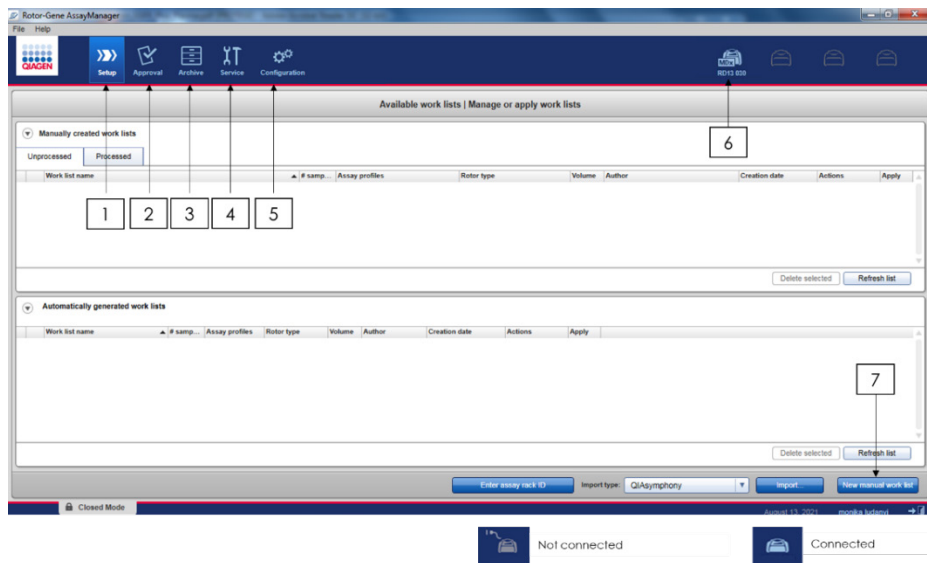 Rotor-Gene AssayManager
File Help
QIAGEN
Setup Approval Archive Service Configuration
MDx
RD13 030
Available work lists | Manage or apply work lists
6
Manually created work lists
Unprocessed Processed
Work list name # samp... Assay profiles Rotor type Volume Author Creation date Actions Apply
1 2 3 4 5
Delete selected Refresh list
Automatically generated work lists
Work list name # samp... Assay profiles Rotor type Volume Author Creation date Actions Apply
7
Delete selected Refresh list
Enter assay rack ID Import type: QIAsymphony Import... New manual work list
Closed Mode August 13, 2021 monika ludanyi
Not connected Connected